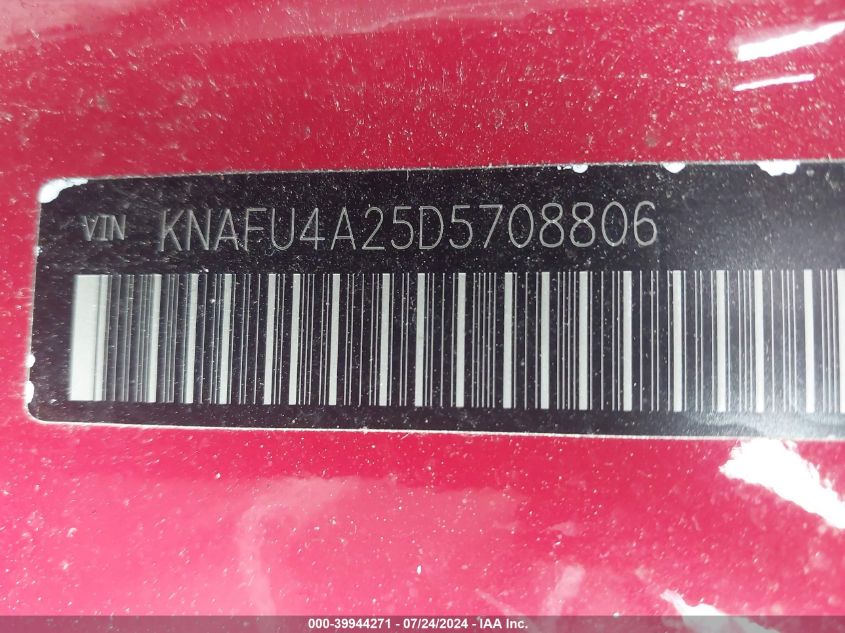 VIN KNAFU4A25D5708806
000-39944271 / 07/24/2024 - IAA Inc.